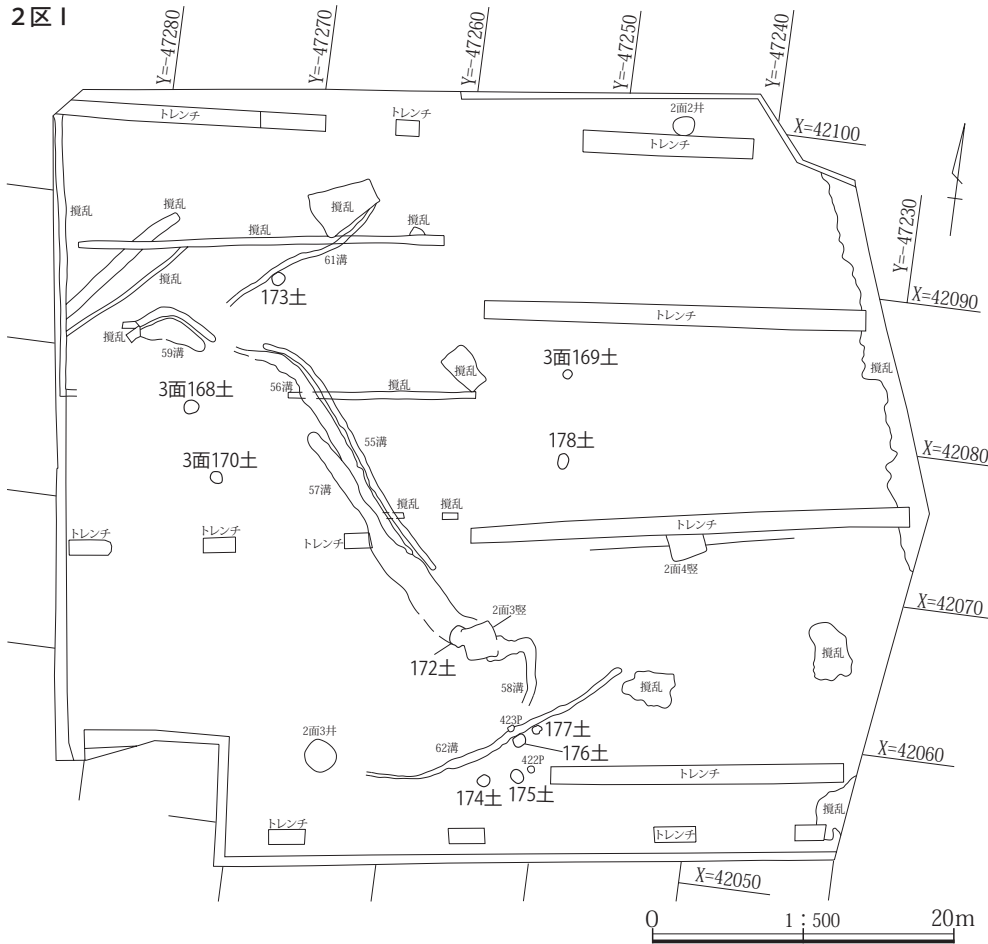 2区Ⅰ
Y=-47280
Y=-47270
Y=-47260
Y=-47250
Y=-47240
トレンチ
トレンチ
2面2井
トレンチ
X=42100
撹乱
撹乱
撹乱
撹乱
撹乱
撹乱
61溝
173土
Y=-47230
X=42090
トレンチ
撹乱
59溝
56溝
撹乱
撹乱
3面169土
撹乱
3面168土
55溝
178土
X=42080
3面170土
57溝
撹乱
撹乱
トレンチ
トレンチ
トレンチ
トレンチ
2面4竪
X=42070
2面3竪
172土
撹乱
58溝
撹乱
423P
177土
2面3井
62溝
176土
422P
X=42060
トレンチ
174土
175土
撹乱
トレンチ
トレンチ
X=42050
0
1：500
20m